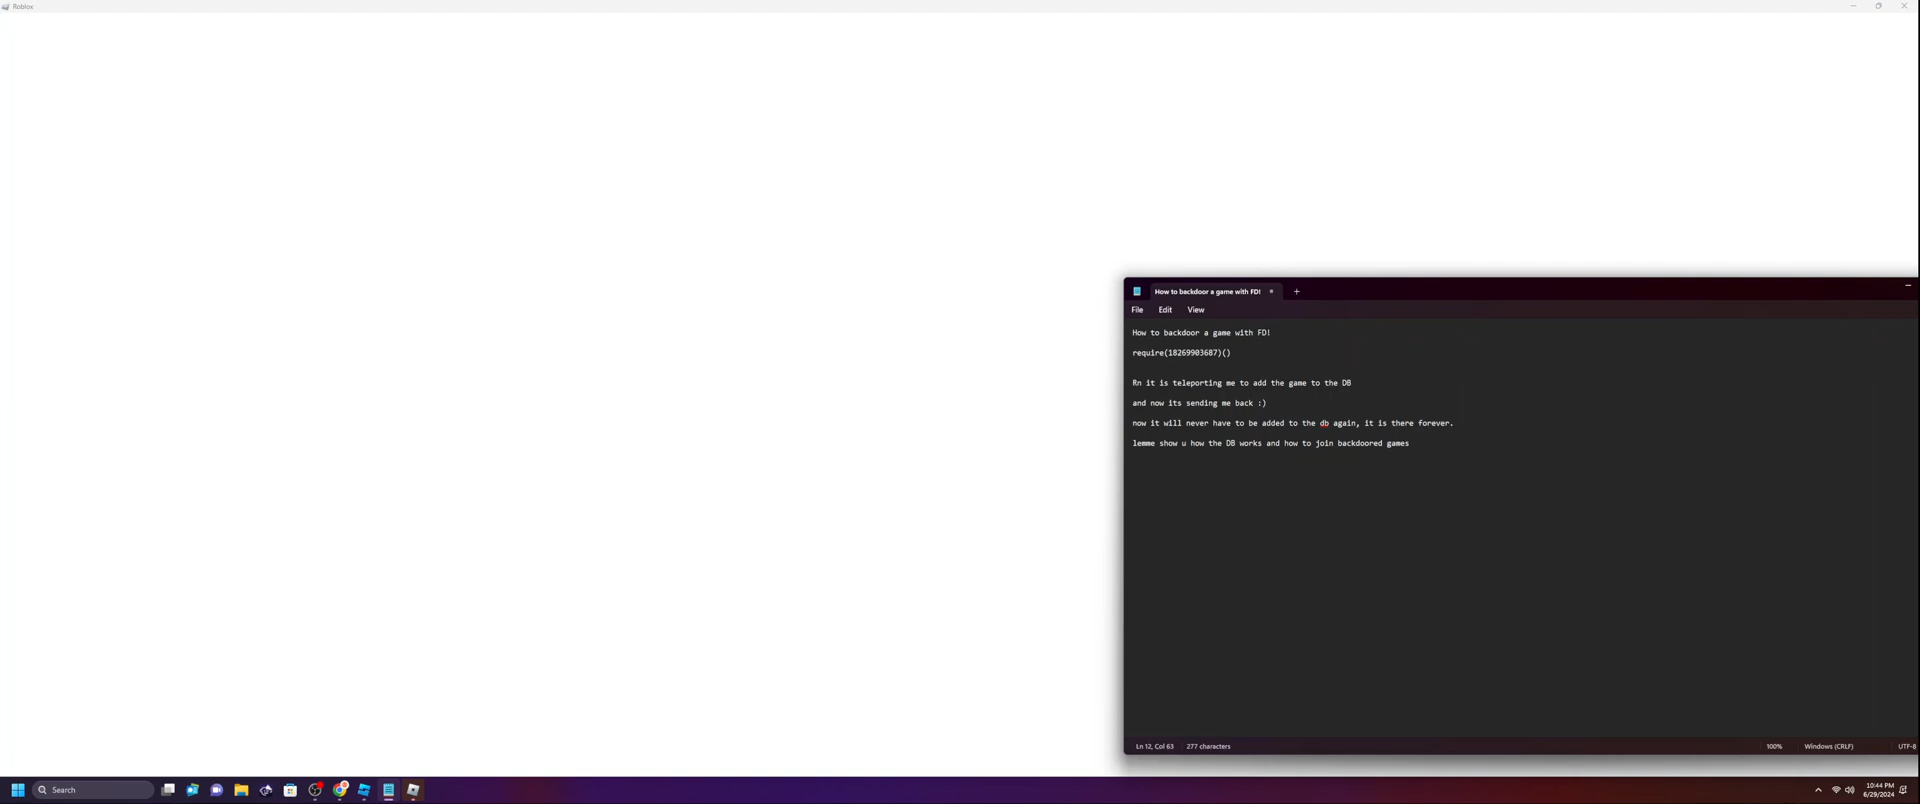 Roblox
How to backdoor a game with FD!
File Edit View
How to backdoor a game with FD!
require(18269903687)()
Rn it is teleporting me to add the game to the DB
and now its sending me back :)
now it will never have to be added to the db again, it is there forever.
lemme show u how the DB works and how to join backdoored games
Ln 12, Col 63 277 characters 100% Windows (CRLF) UTF-8
Search
10:44 PM
6/29/2024